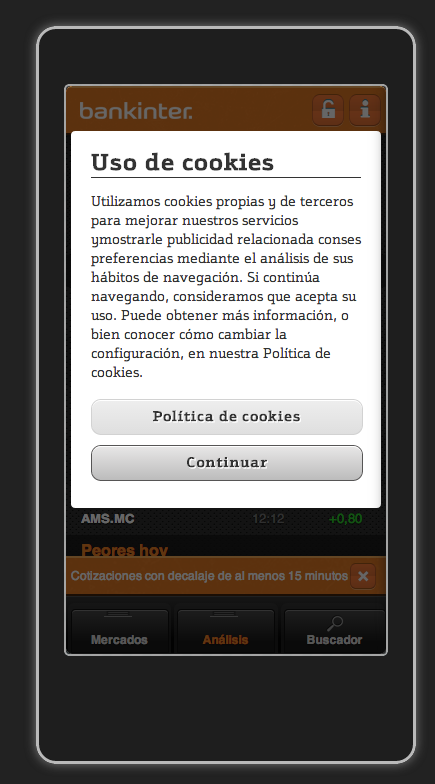 bankinter.
Uso de cookies
Utilizamos cookies propias y de terceros
para mejorar nuestros servicios
ymostrarle publicidad relacionada conses
preferencias mediante el análisis de sus
hábitos de navegación. Si continúa
navegando, consideramos que acepta su
uso. Puede obtener más información, o
bien conocer cómo cambiar la
configuración, en nuestra Política de
cookies.
Política de cookies
Continuar
AMS.MC 12:12 +0,80
Peores hoy
Cotizaciones con decalaje de al menos 15 minutos
Mercados Análisis Buscador